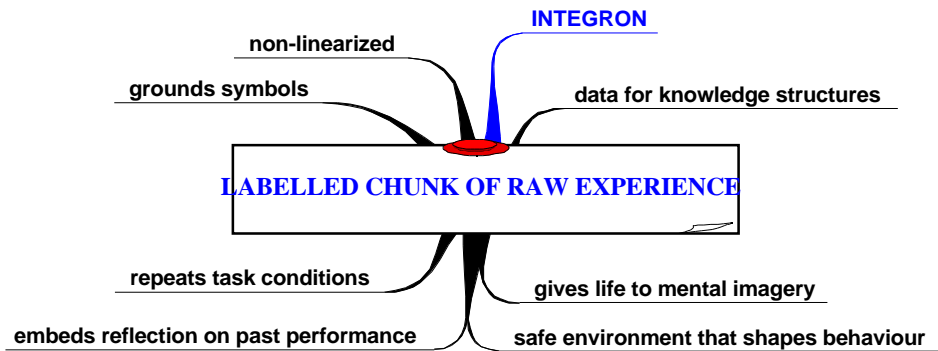 INTEGRON
non-linearized
grounds symbols
data for knowledge structures
LABELLED CHUNK OF RAW EXPERIENCE
repeats task conditions
gives life to mental imagery
embeds reflection on past performance
safe environment that shapes behaviour